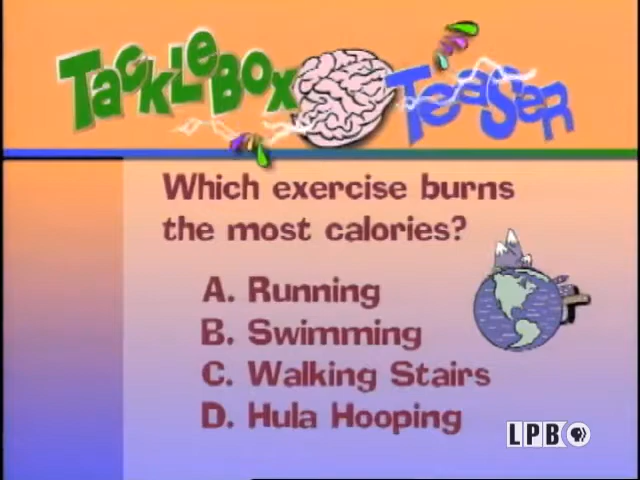 TackleBox Teaser
Which exercise burns
the most calories?
A. Running
B. Swimming
C. Walking Stairs
D. Hula Hooping
LPB